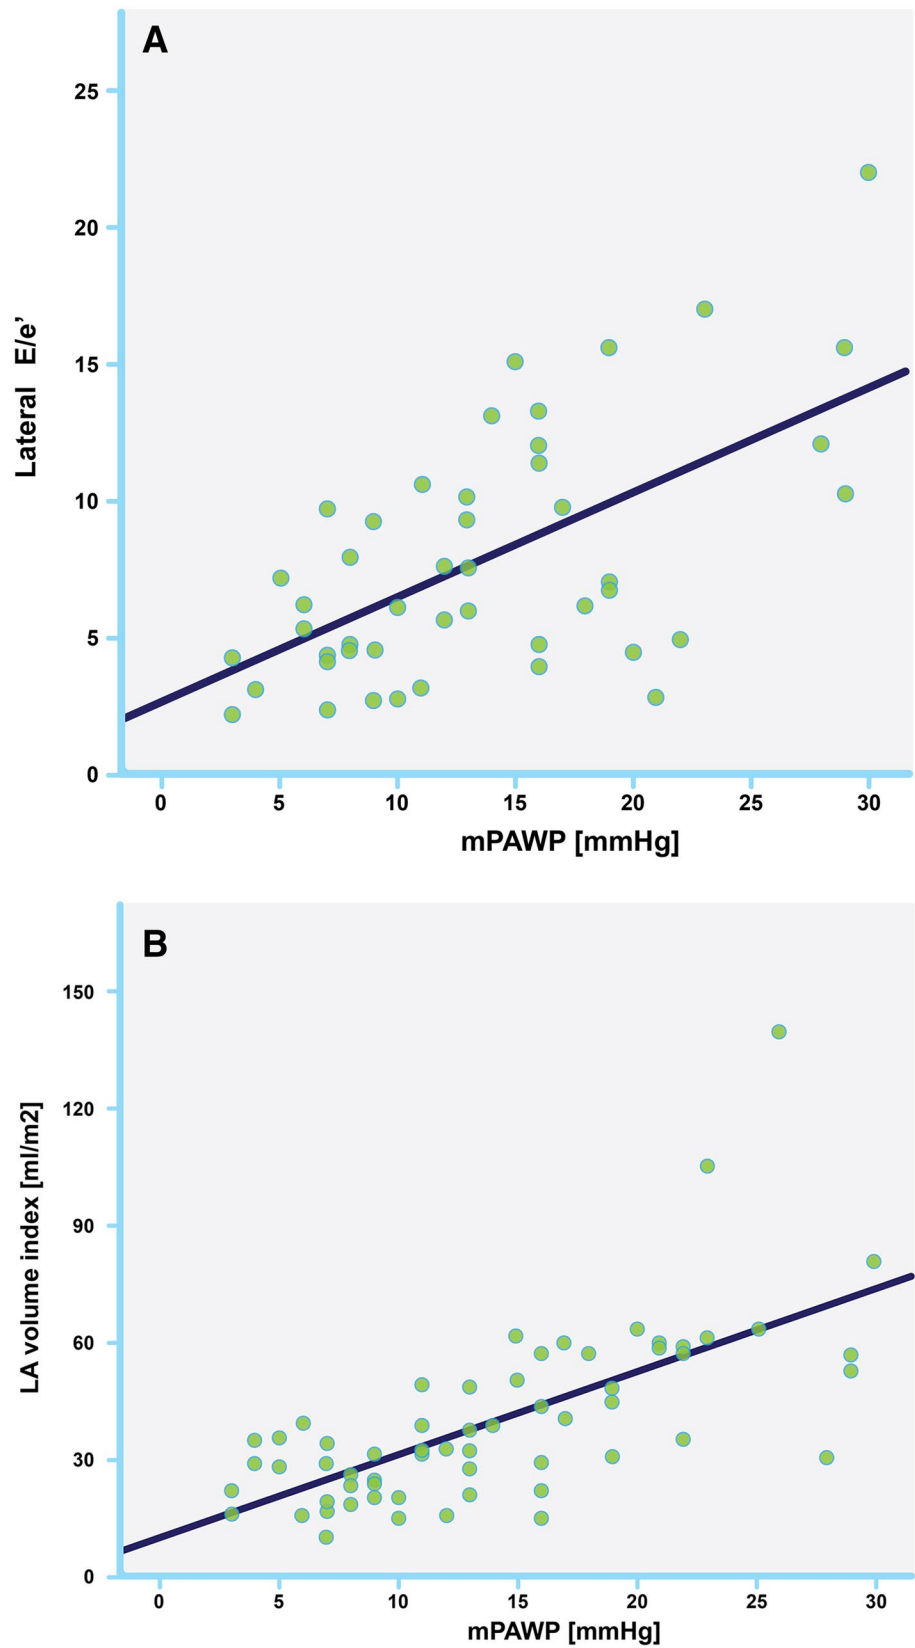 A
25
20
15
10
5
0
Lateral E/e’
0 5 10 15 20 25 30
mPAWP [mmHg]
B
150
120
90
60
30
0
LA volume index [ml/m2]
0 5 10 15 20 25 30
mPAWP [mmHg]